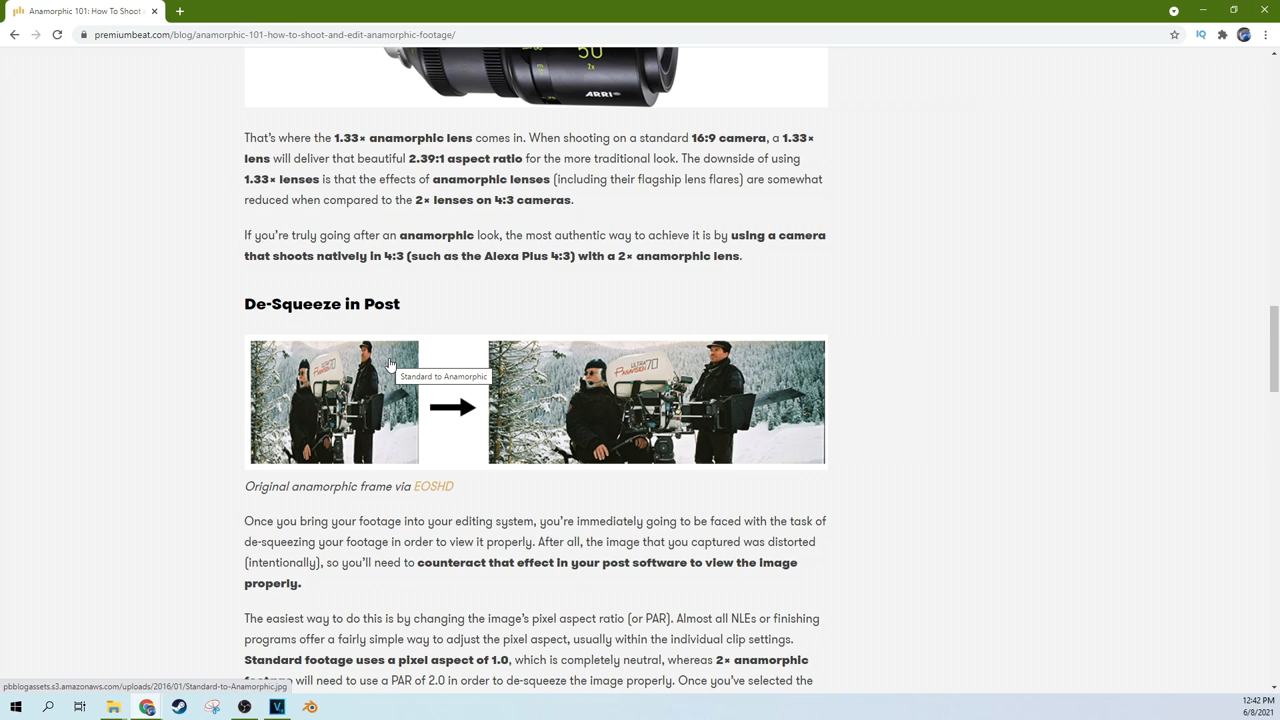 Anamorphic 101: How To Shoot
premiumbeat.com/blog/anamorphic-101-how-to-shoot-and-edit-anamorphic-footage/
50
2x
ARRI
That's where the 1.33× anamorphic lens comes in. When shooting on a standard 16:9 camera, a 1.33×
lens will deliver that beautiful 2.39:1 aspect ratio for the more traditional look. The downside of using
1.33× lenses is that the effects of anamorphic lenses (including their flagship lens flares) are somewhat
reduced when compared to the 2× lenses on 4:3 cameras.
If you're truly going after an anamorphic look, the most authentic way to achieve it is by using a camera
that shoots natively in 4:3 (such as the Alexa Plus 4:3) with a 2× anamorphic lens.
De-Squeeze in Post
Standard to Anamorphic
ULTRA
Panavision 70
Original anamorphic frame via EOSHD
Once you bring your footage into your editing system, you're immediately going to be faced with the task of
de-squeezing your footage in order to view it properly. After all, the image that you captured was distorted
(intentionally), so you'll need to counteract that effect in your post software to view the image
properly.
The easiest way to do this is by changing the image's pixel aspect ratio (or PAR). Almost all NLEs or finishing
programs offer a fairly simple way to adjust the pixel aspect, usually within the individual clip settings.
Standard footage uses a pixel aspect of 1.0, which is completely neutral, whereas 2× anamorphic
will need to use a PAR of 2.0 in order to de-squeeze the image properly. Once you've selected the
pbblogassets.s3.amazonaws.com/uploads/2016/01/Standard-to-Anamorphic.jpg
12:42 PM
6/8/2021